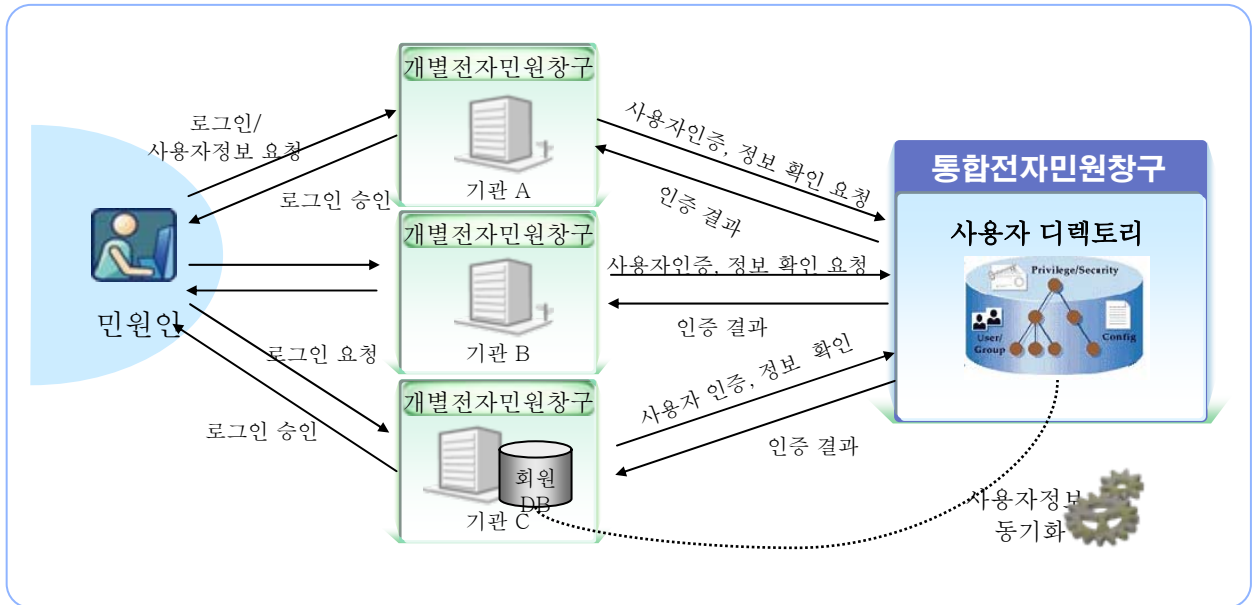 개별전자민원창구
로그인/
사용자정보 요청
로그인 승인
기관 A
사용자인증, 정보 확인 요청
인증 결과
통합전자민원창구
사용자 디렉토리
Privilege/Security
User/
Group
Config
개별전자민원창구
사용자인증, 정보 확인 요청
인증 결과
기관 B
민원인
로그인 요청
로그인 승인
개별전자민원창구
회원
DB
기관 C
사용자 인증, 정보 확인
인증 결과
사용자정보
동기화